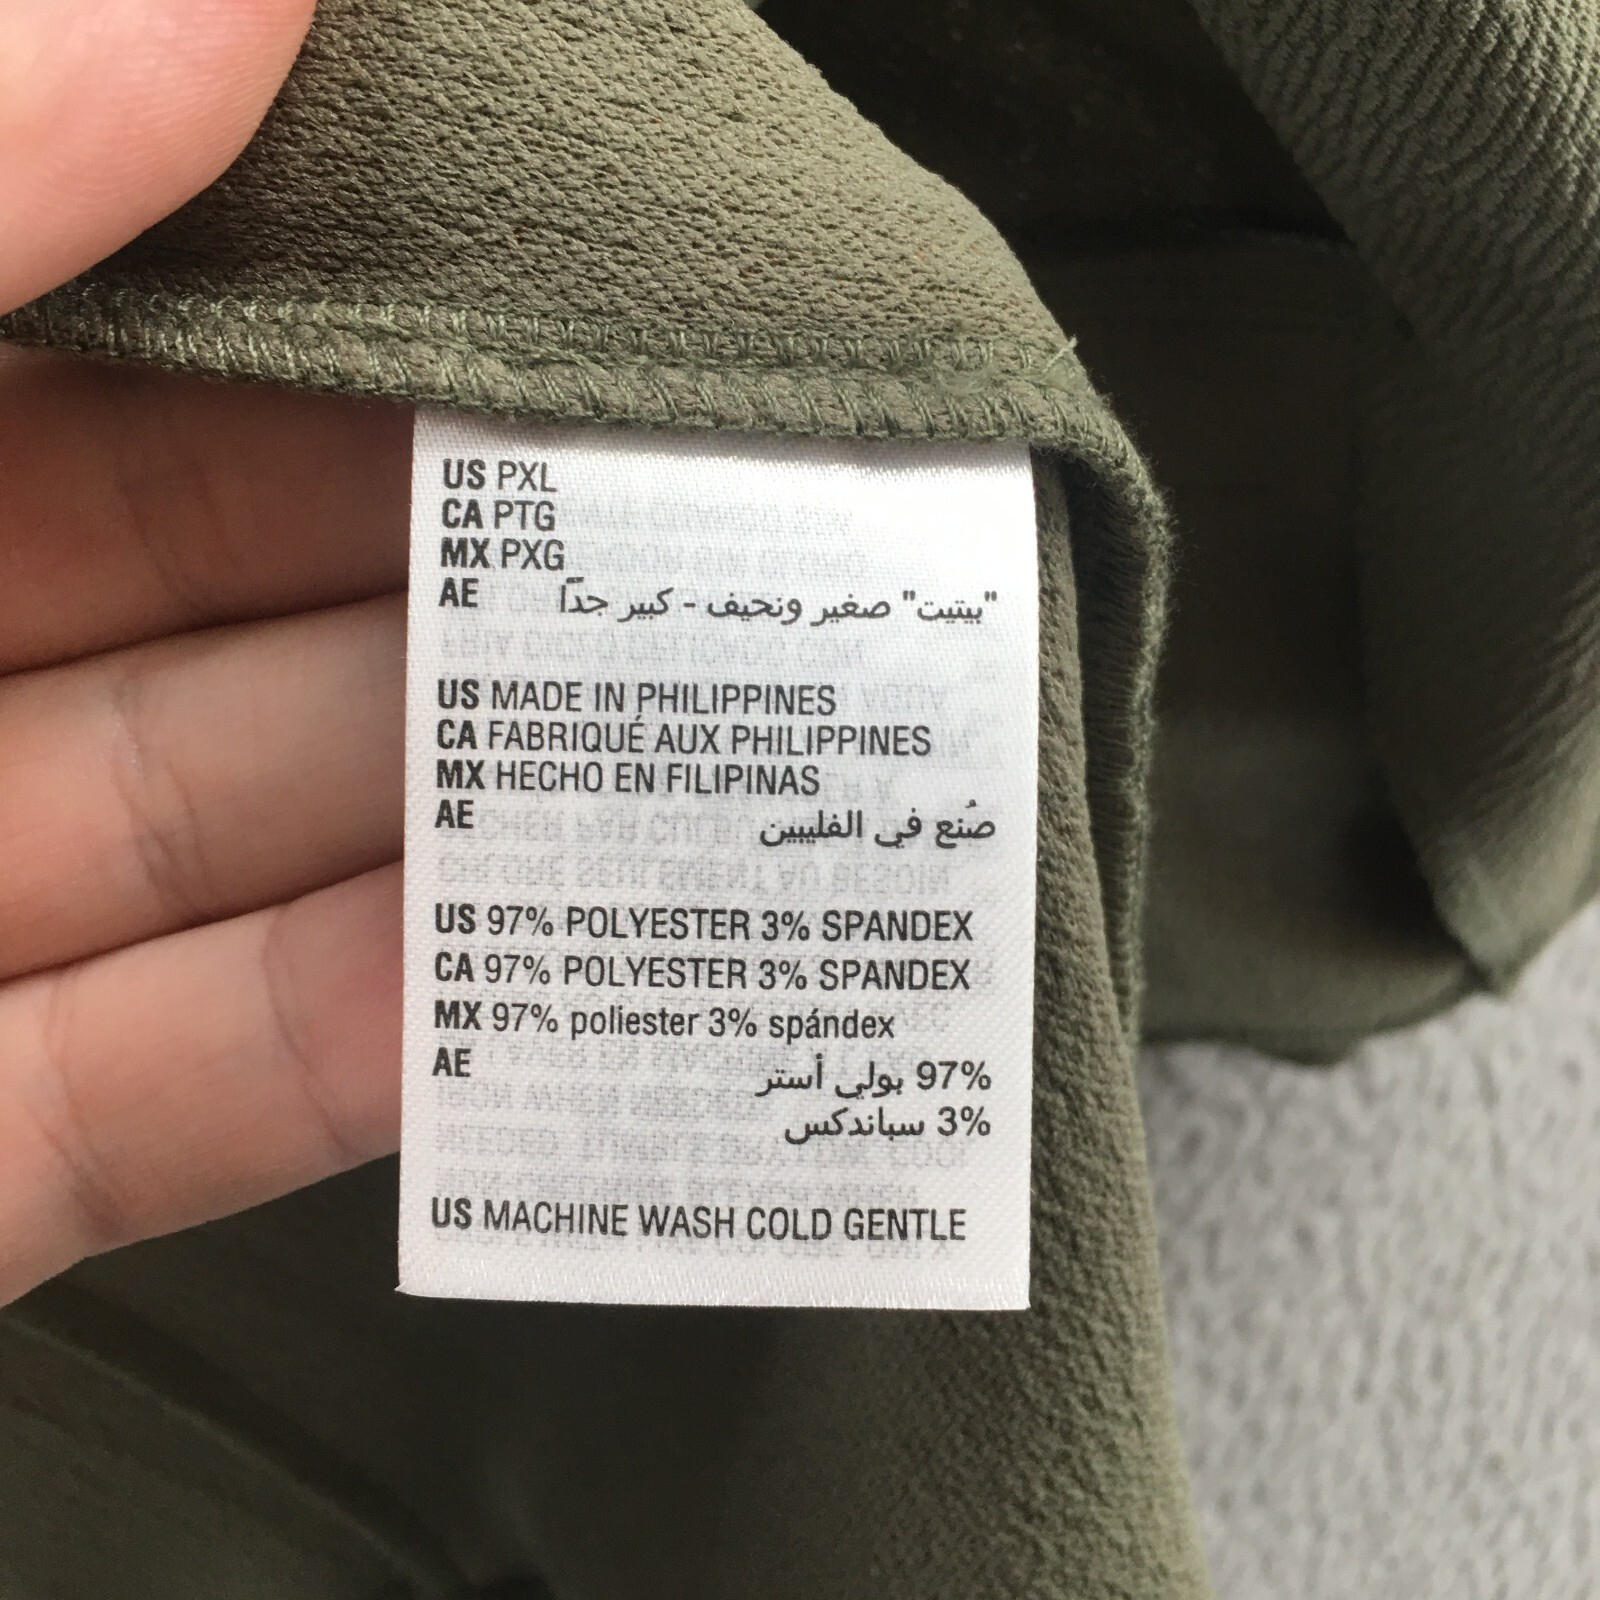 US PXL
CA PTG
MX PXG
AE "بيتيت" صغير ونحيف - كبير جدًا
US MADE IN PHILIPPINES
CA FABRIQUÉ AUX PHILIPPINES
MX HECHO EN FILIPINAS
AE صُنع في الفليبين
US 97% POLYESTER 3% SPANDEX
CA 97% POLYESTER 3% SPANDEX
MX 97% poliester 3% spándex
AE 97% بولي أستر
3% سباندكس
US MACHINE WASH COLD GENTLE